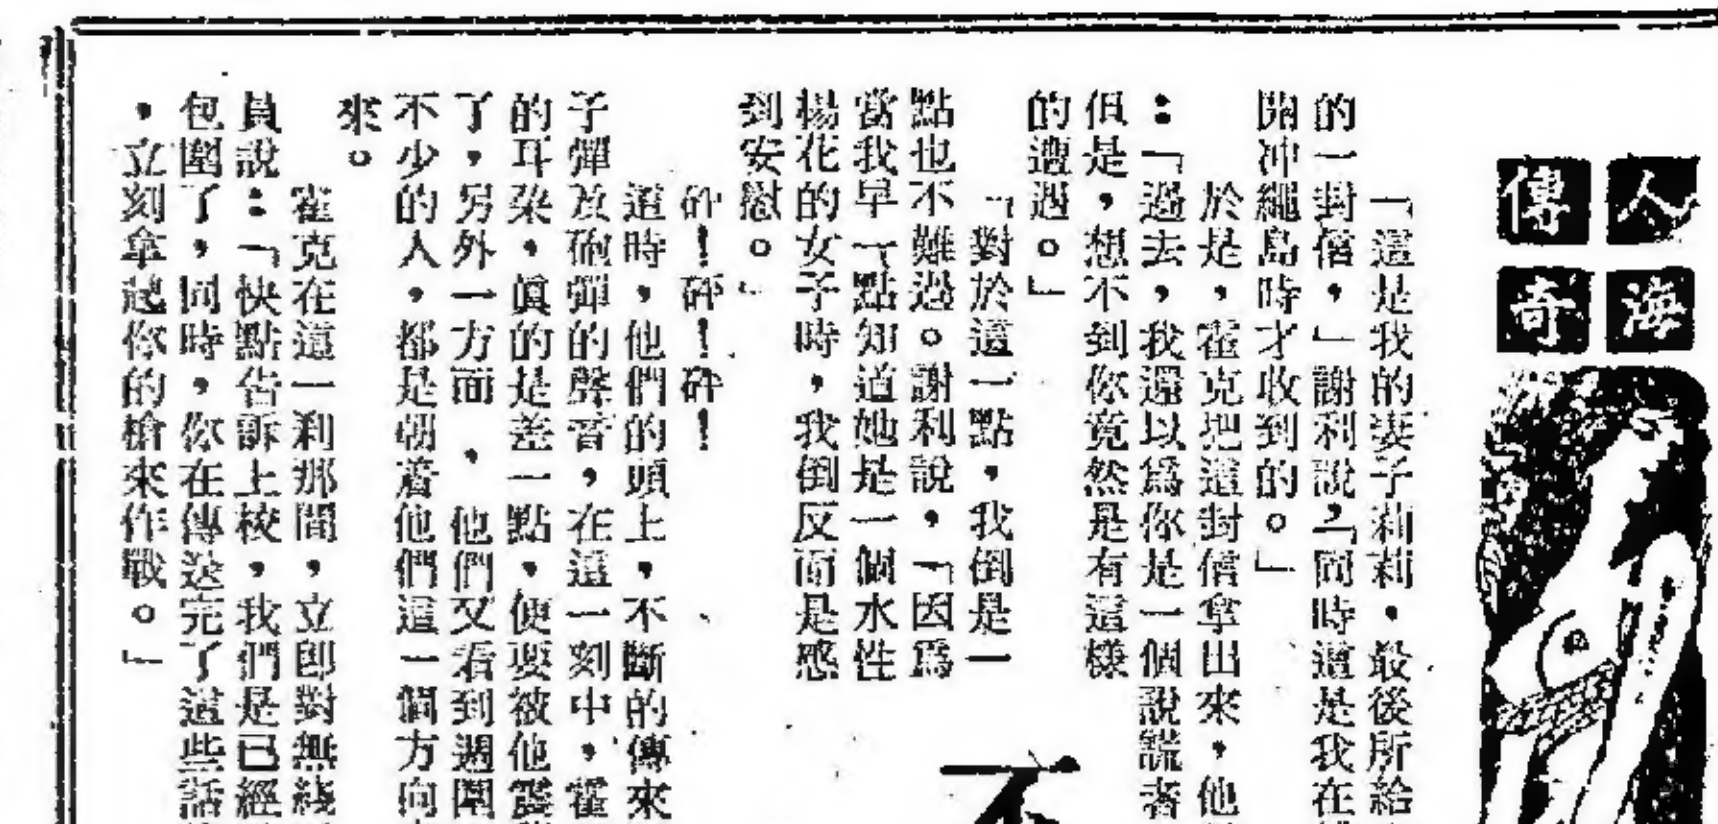 人海
傳奇
「這是我的妻子莉莉，最後所給
的一對信，」謝利說，「同時這是我在
開沖繩島時才收到的。」
於是，霍克把這封信拿出來，他
：「過去，我還以爲你是一個說謊者
但是，想不到你竟然是有這樣
的遭遇。」
「對於這一點，我倒是一
點也不難過。謝利說，「因爲
當我早一點知道她是一個水性
楊花的女子時，我倒反而是感
到安慰。」
砰！砰！砰！
這時，他們的頭上，不斷的傳來
子彈及砲彈的聲音，在這一刻中，霍
的耳朶，眞的是差一點，便要被他震
了，另外一方面，他們又看到週圍
不少的人，都是朝着他們這一個方向
來。
霍克在這一刹那間，立卽對無綫
員說：「快點告訴上校，我們是已經
包圍了，同時，你在傳送完了這些話
，立刻拿起你的槍來作戰。」
不